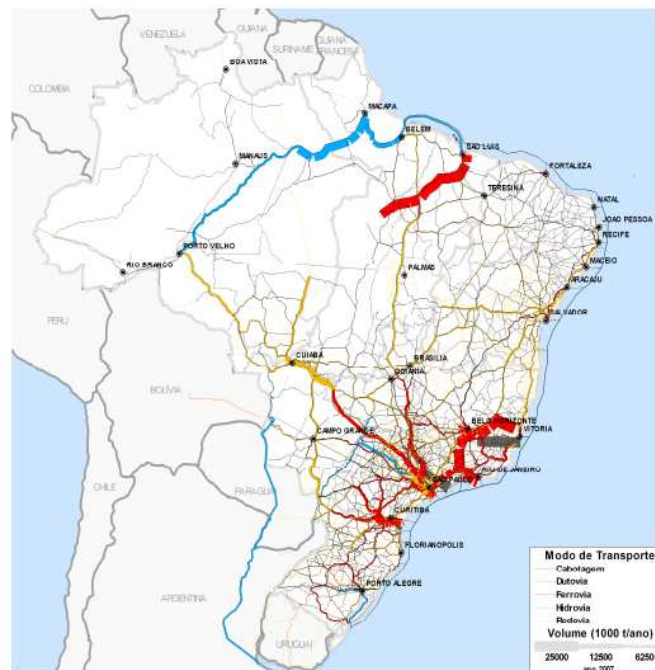 VENEZUELA
GUIANA
SURINAME
GUIANA
FRANCESA
COLOMBIA
BOA VISTA
MACAPA
BELEM
SAO LUIS
MANAUS
FORTALEZA
TERESINA
NATAL
JOAO PESSOA
RECIFE
PORTO VELHO
MACEIO
RIO BRANCO
PALMAS
ARACAJU
SALVADOR
PERU
CUIABA
BRASILIA
GOIANIA
BOLIVIA
BELO HORIZONTE
VITORIA
CAMPO GRANDE
RIO DE JANEIRO
SAO PAULO
PARAGUAI
CHILE
CURITIBA
FLORIANOPOLIS
PORTO ALEGRE
ARGENTINA
URUGUAI
Modo de Transporte
Cabotagem
Dutovia
Ferrovia
Hidrovia
Rodovia
Volume (1000 t/ano)
25000 12500 6250
ano 2007